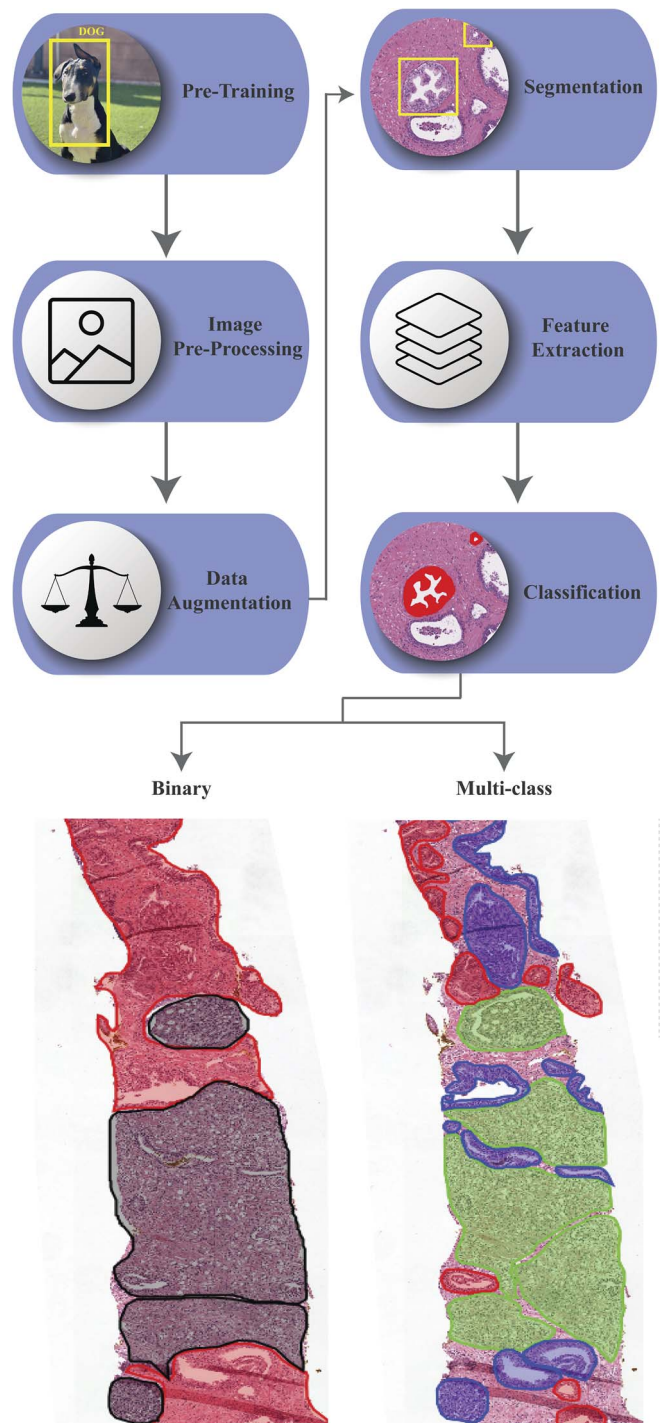 DOG
Pre-Training
Image
Pre-Processing
Data
Augmentation
Segmentation
Feature
Extraction
Classification
Binary
Multi-class